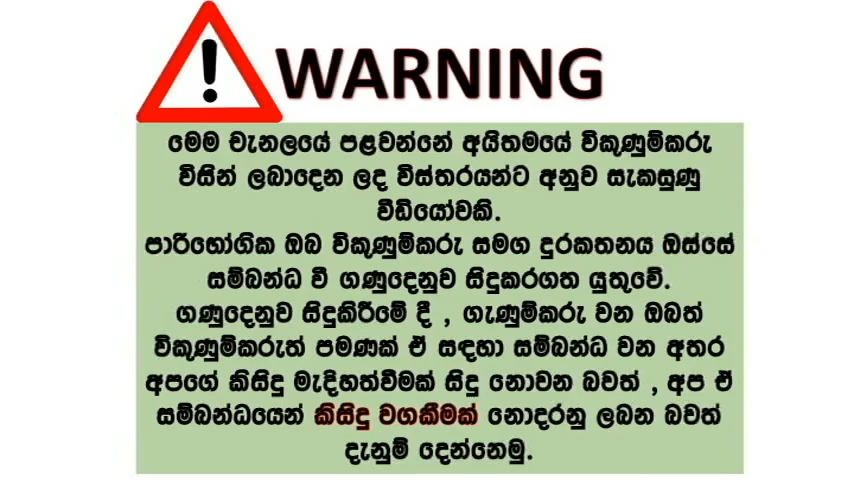 WARNING
මෙම චැනලයේ පළවන්නේ අයිතමයේ විකුණුම්කරු
විසින් ලබාදෙන ලද විස්තරයන්ට අනුව සැකසුණු
වීඩියෝවකි.
පාරිභෝගික ඔබ විකුණුම්කරු සමග දුරකතනය ඔස්සේ
සම්බන්ධ වී ගණුදෙනුව සිදුකරගත යුතුවේ.
ගණුදෙනුව සිදුකිරීමේ දී , ගැණුම්කරු වන ඔබත්
විකුණුම්කරුත් පමණක් ඒ සඳහා සම්බන්ධ වන අතර
අපගේ කිසිදු මැදිහත්වීමක් සිදු නොවන බවත් , අප ඒ
සම්බන්ධයෙන් කිසිදු වගකීමක් නොදරනු ලබන බවත්
දැනුම් දෙන්නෙමු.